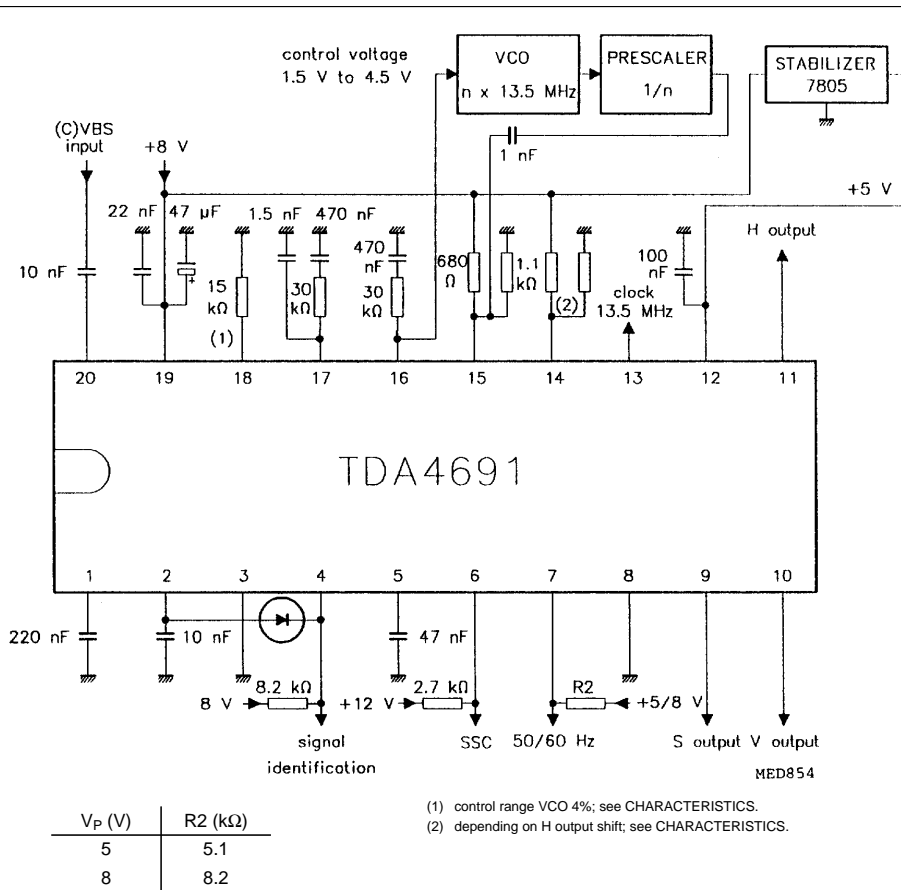 control voltage
1.5 V to 4.5 V
VCO
n x 13.5 MHz
PRESCALER
1/n
STABILIZER
7805
(C)VBS
input
+8 V
1 nF
+5 V
22 nF
47 µF
1.5 nF
470 nF
H output
10 nF
+
15
kΩ
(1)
30
kΩ
470
nF
30
kΩ
680
Ω
1.1
kΩ
(2)
clock
13.5 MHz
100
nF
20 19 18 17 16 15 14 13 12 11
TDA4691
1 2 3 4 5 6 7 8 9 10
220 nF
10 nF
47 nF
8 V
8.2 kΩ
+12 V
2.7 kΩ
R2
+5/8 V
signal
identification
SSC
50/60 Hz
S output
V output
MED854
(1) control range VCO 4%; see CHARACTERISTICS.
(2) depending on H output shift; see CHARACTERISTICS.
VP (V) R2 (kΩ)
5 5.1
8 8.2